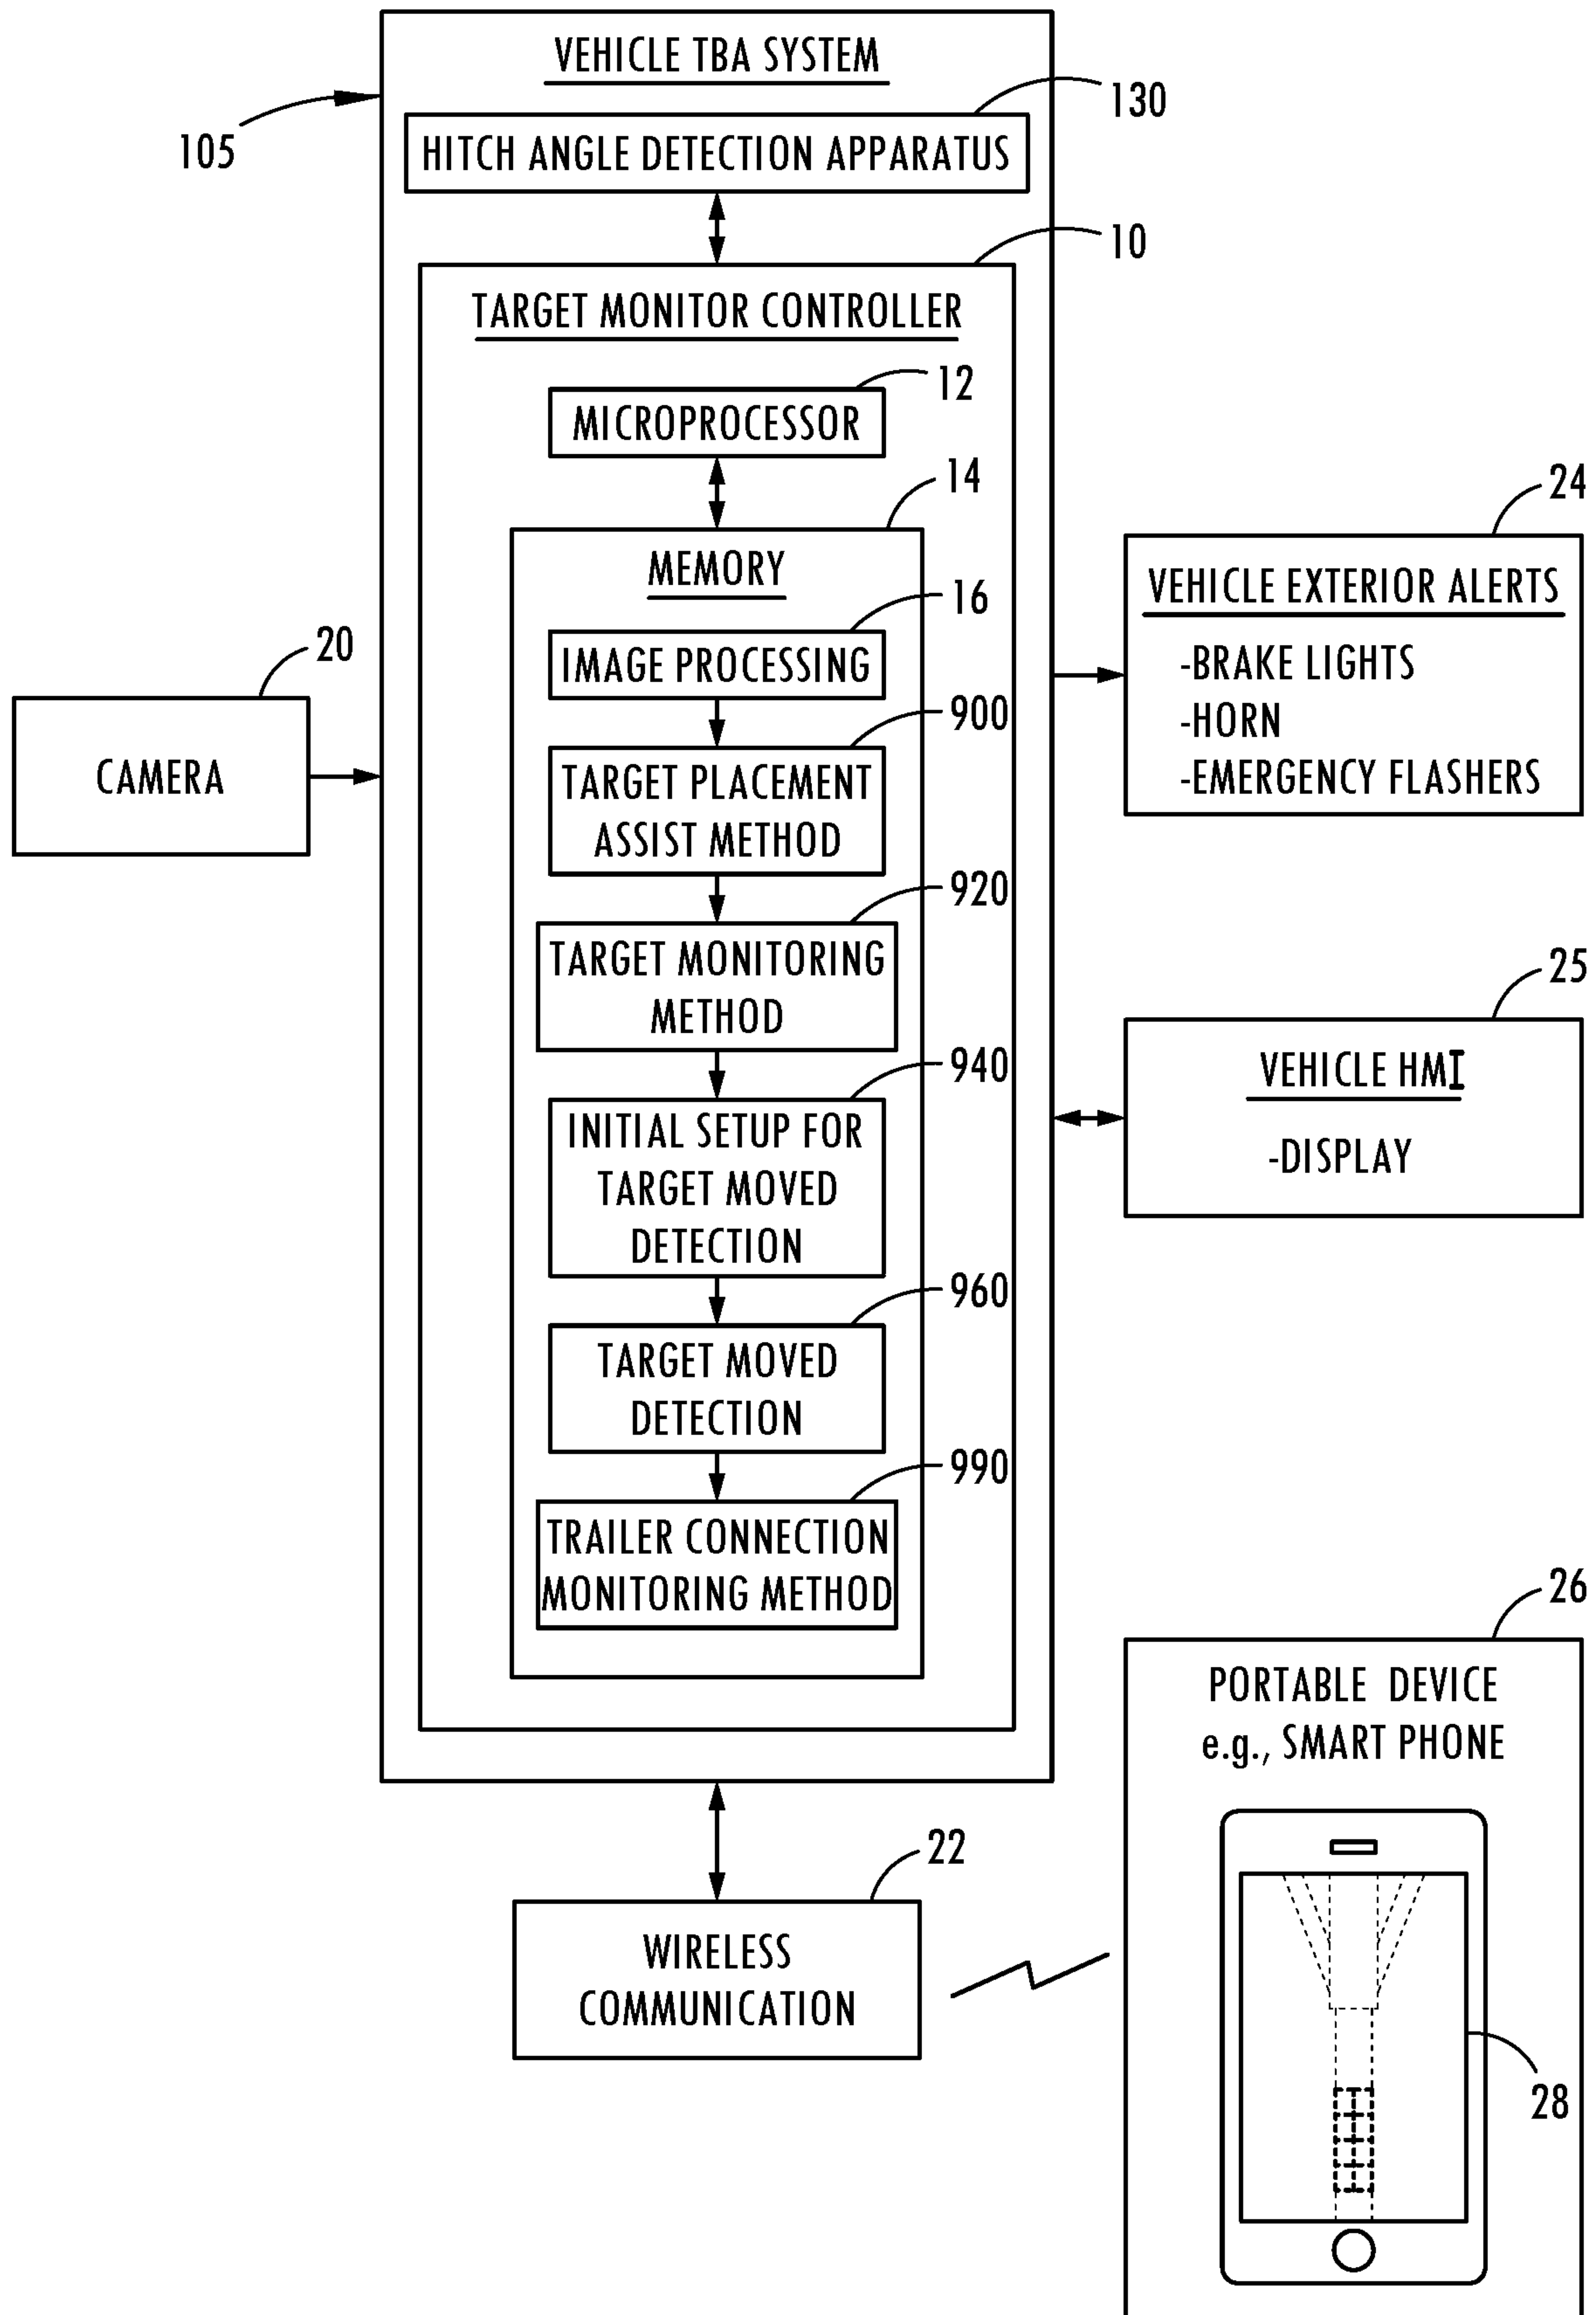 VEHICLE TBA SYSTEM
130
105
HITCH ANGLE DETECTION APPARATUS
10
TARGET MONITOR CONTROLLER
12
MICROPROCESSOR
14
MEMORY
16
IMAGE PROCESSING
900
TARGET PLACEMENT
ASSIST METHOD
920
TARGET MONITORING
METHOD
940
INITIAL SETUP FOR
TARGET MOVED
DETECTION
960
TARGET MOVED
DETECTION
990
TRAILER CONNECTION
MONITORING METHOD
20
CAMERA
24
VEHICLE EXTERIOR ALERTS
-BRAKE LIGHTS
-HORN
-EMERGENCY FLASHERS
25
VEHICLE HMI
-DISPLAY
22
WIRELESS
COMMUNICATION
26
PORTABLE DEVICE
e.g., SMART PHONE
28